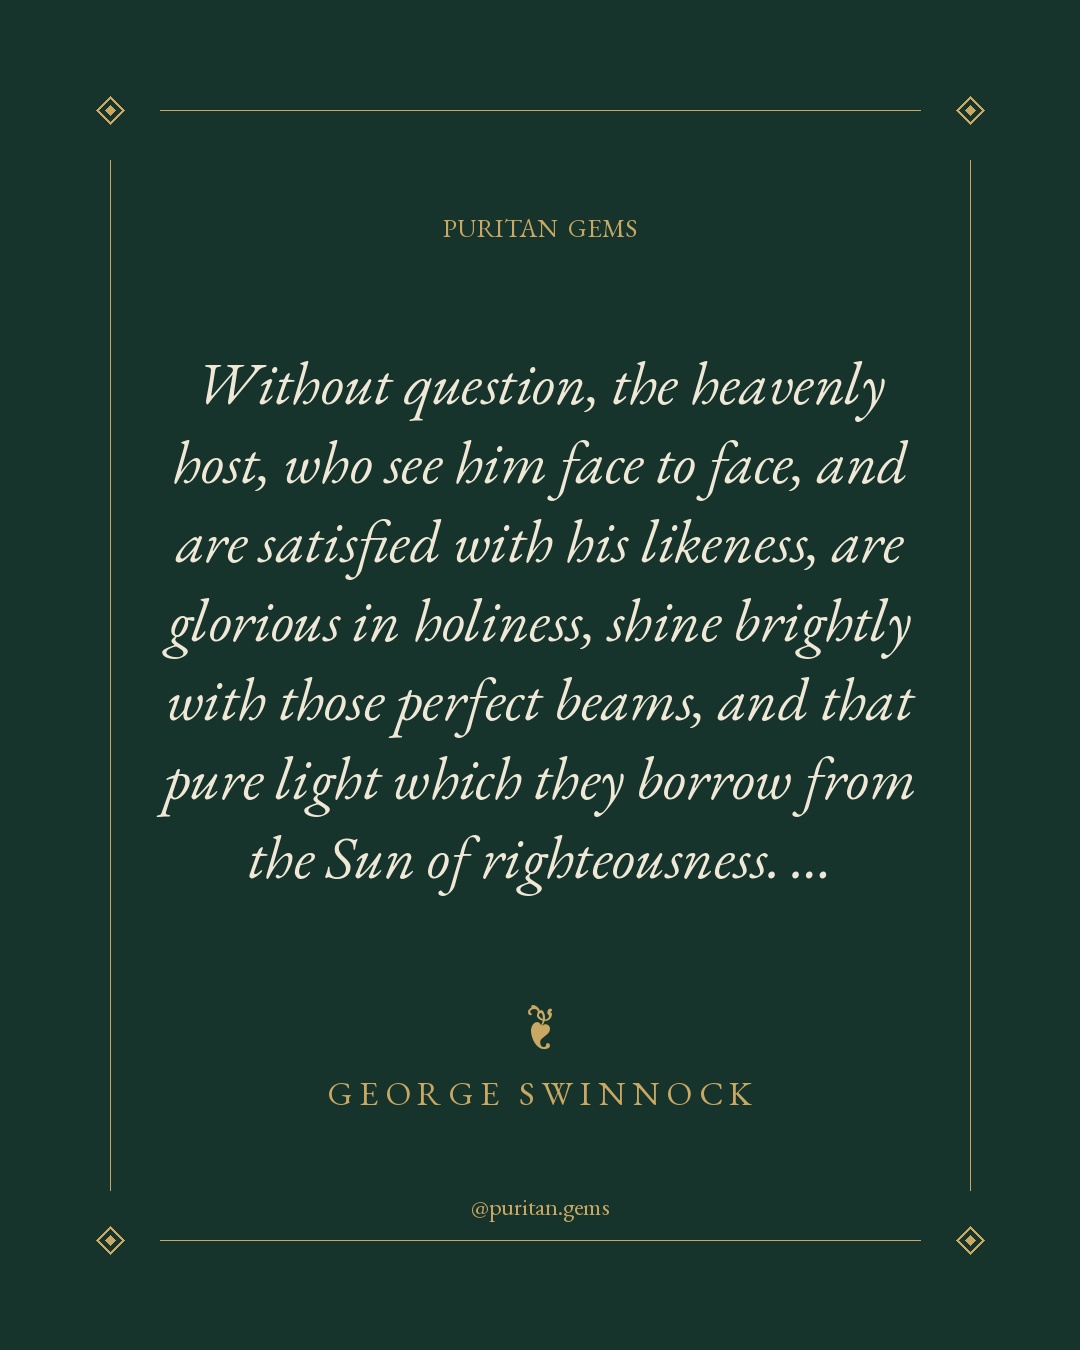 PURITAN GEMS
Without question, the heavenly
host, who see him face to face, and
are satisfied with his likeness, are
glorious in holiness, shine brightly
with those perfect beams, and that
pure light which they borrow from
the Sun of righteousness. ...
GEORGE SWINNOCK
@puritan.gems